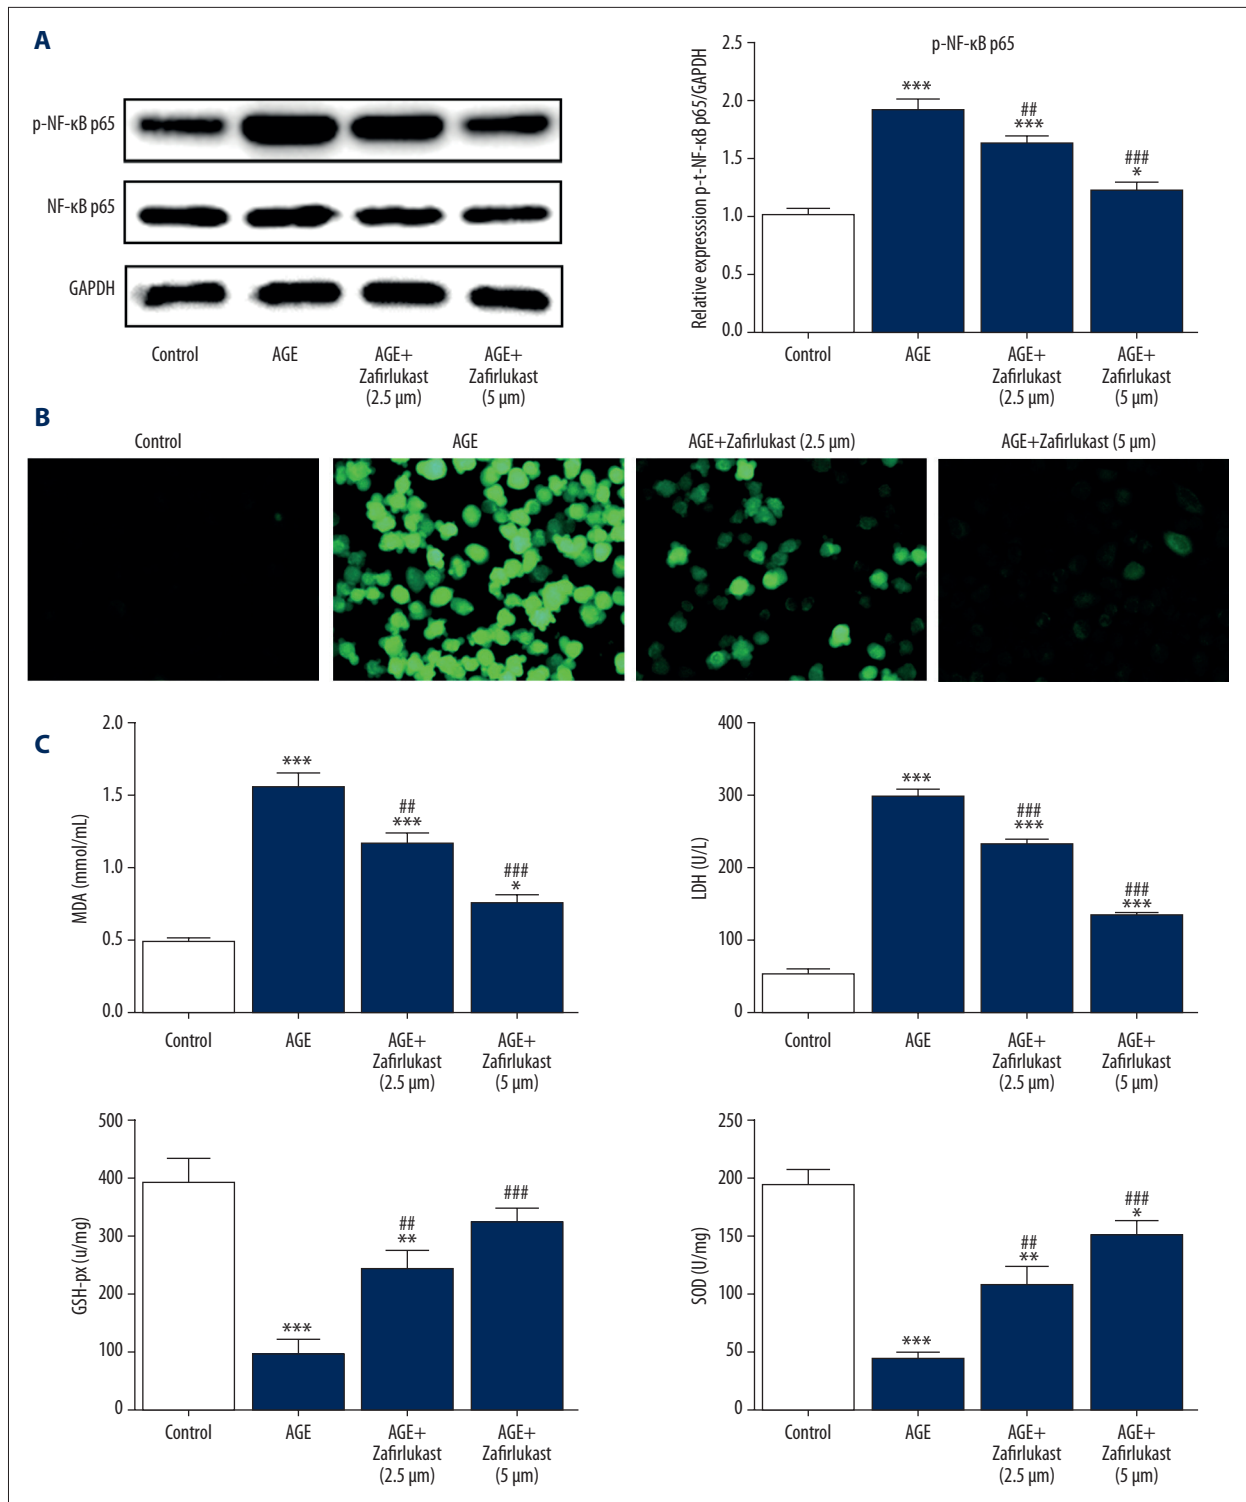 A
p-NF-κB p65
NF-κB p65
GAPDH
Control
AGE
AGE+
Zafirlukast
(2.5 µm)
AGE+
Zafirlukast
(5 µm)
p-NF-κB p65
Relative expresssion p-t-NF-κB p65/GAPDH
2.5
2.0
1.5
1.0
0.5
0.0
***
##
***
###
*
Control
AGE
AGE+
Zafirlukast
(2.5 µm)
AGE+
Zafirlukast
(5 µm)
B
Control
AGE
AGE+Zafirlukast (2.5 µm)
AGE+Zafirlukast (5 µm)
C
MDA (mmol/mL)
2.0
1.5
1.0
0.5
0.0
***
##
***
###
*
Control
AGE
AGE+
Zafirlukast
(2.5 µm)
AGE+
Zafirlukast
(5 µm)
LDH (U/L)
400
300
200
100
0
***
###
***
###
***
Control
AGE
AGE+
Zafirlukast
(2.5 µm)
AGE+
Zafirlukast
(5 µm)
GSH-px (u/mg)
500
400
300
200
100
0
***
##
**
###
Control
AGE
AGE+
Zafirlukast
(2.5 µm)
AGE+
Zafirlukast
(5 µm)
SOD (U/mg)
250
200
150
100
50
0
***
##
**
###
*
Control
AGE
AGE+
Zafirlukast
(2.5 µm)
AGE+
Zafirlukast
(5 µm)